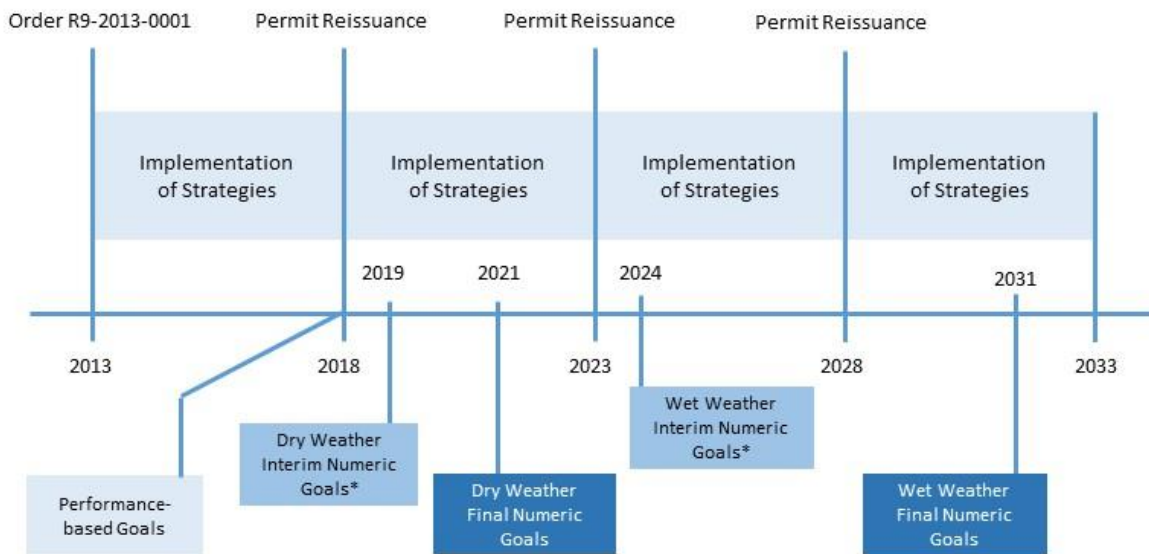 Order R9-2013-0001
Permit Reissuance
Permit Reissuance
Permit Reissuance
Implementation
of Strategies
Implementation
of Strategies
Implementation
of Strategies
Implementation
of Strategies
2019
2021
2024
2031
2013
2018
2023
2028
2033
Performance-
based Goals
Dry Weather
Interim Numeric
Goals*
Dry Weather
Final Numeric
Goals
Wet Weather
Interim Numeric
Goals*
Wet Weather
Final Numeric
Goals